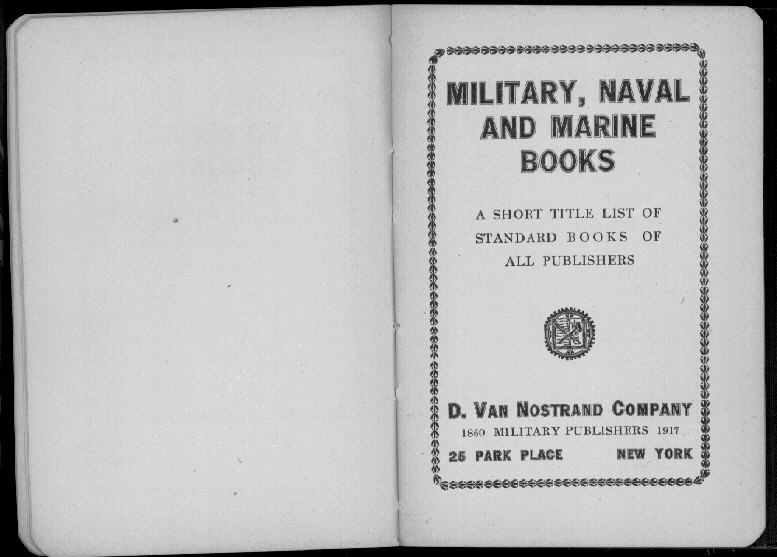 MILITARY, NAVAL
AND MARINE
BOOKS
A SHORT TITLE LIST OF
STANDARD BOOKS OF
ALL PUBLISHERS
D. VAN NOSTRAND COMPANY
1860 MILITARY PUBLISHERS 1917
25 PARK PLACE NEW YORK